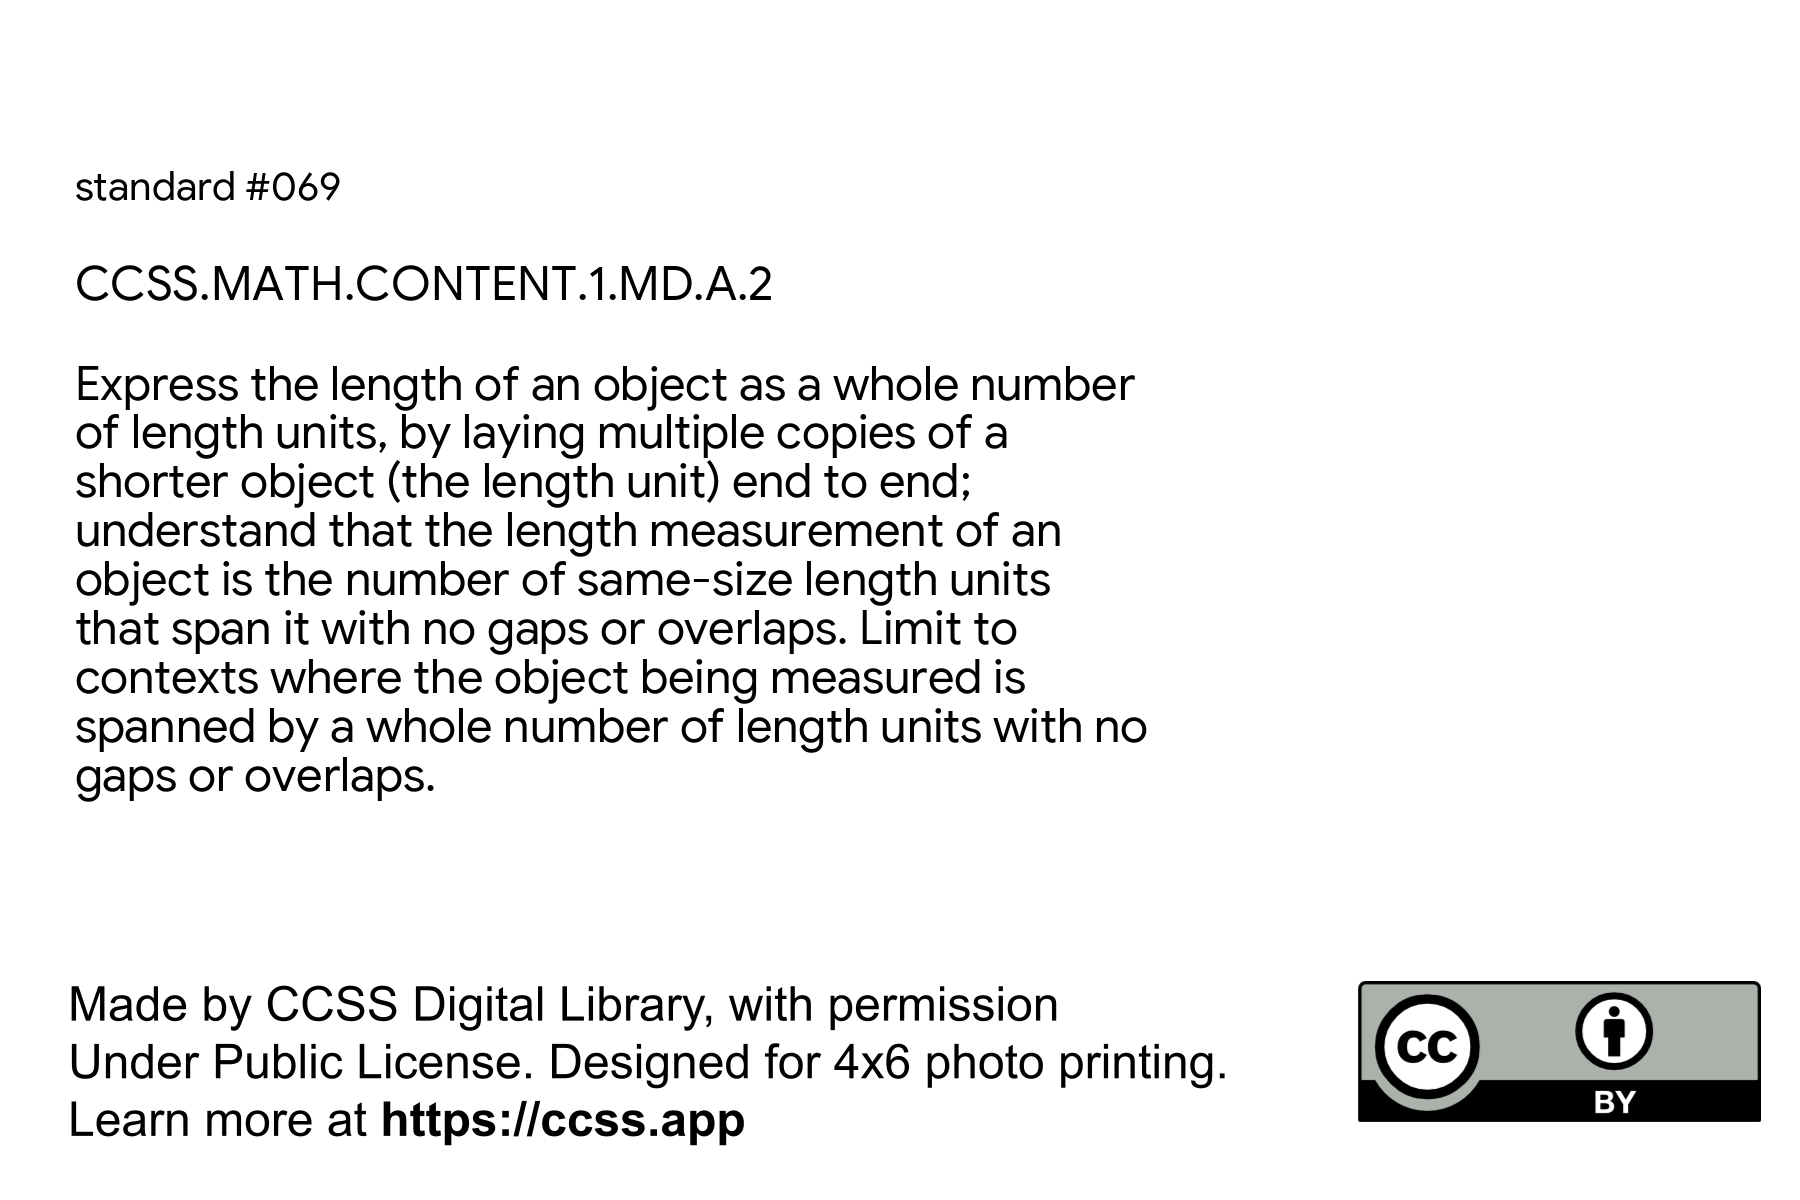 standard #069
CCSS.MATH.CONTENT.1.MD.A.2
Express the length of an object as a whole number
of length units, by laying multiple copies of a
shorter object (the length unit) end to end;
understand that the length measurement of an
object is the number of same-size length units
that span it with no gaps or overlaps. Limit to
contexts where the object being measured is
spanned by a whole number of length units with no
gaps or overlaps.
Made by CCSS Digital Library, with permission
Under Public License. Designed for 4x6 photo printing.
Learn more at https://ccss.app
cc
BY